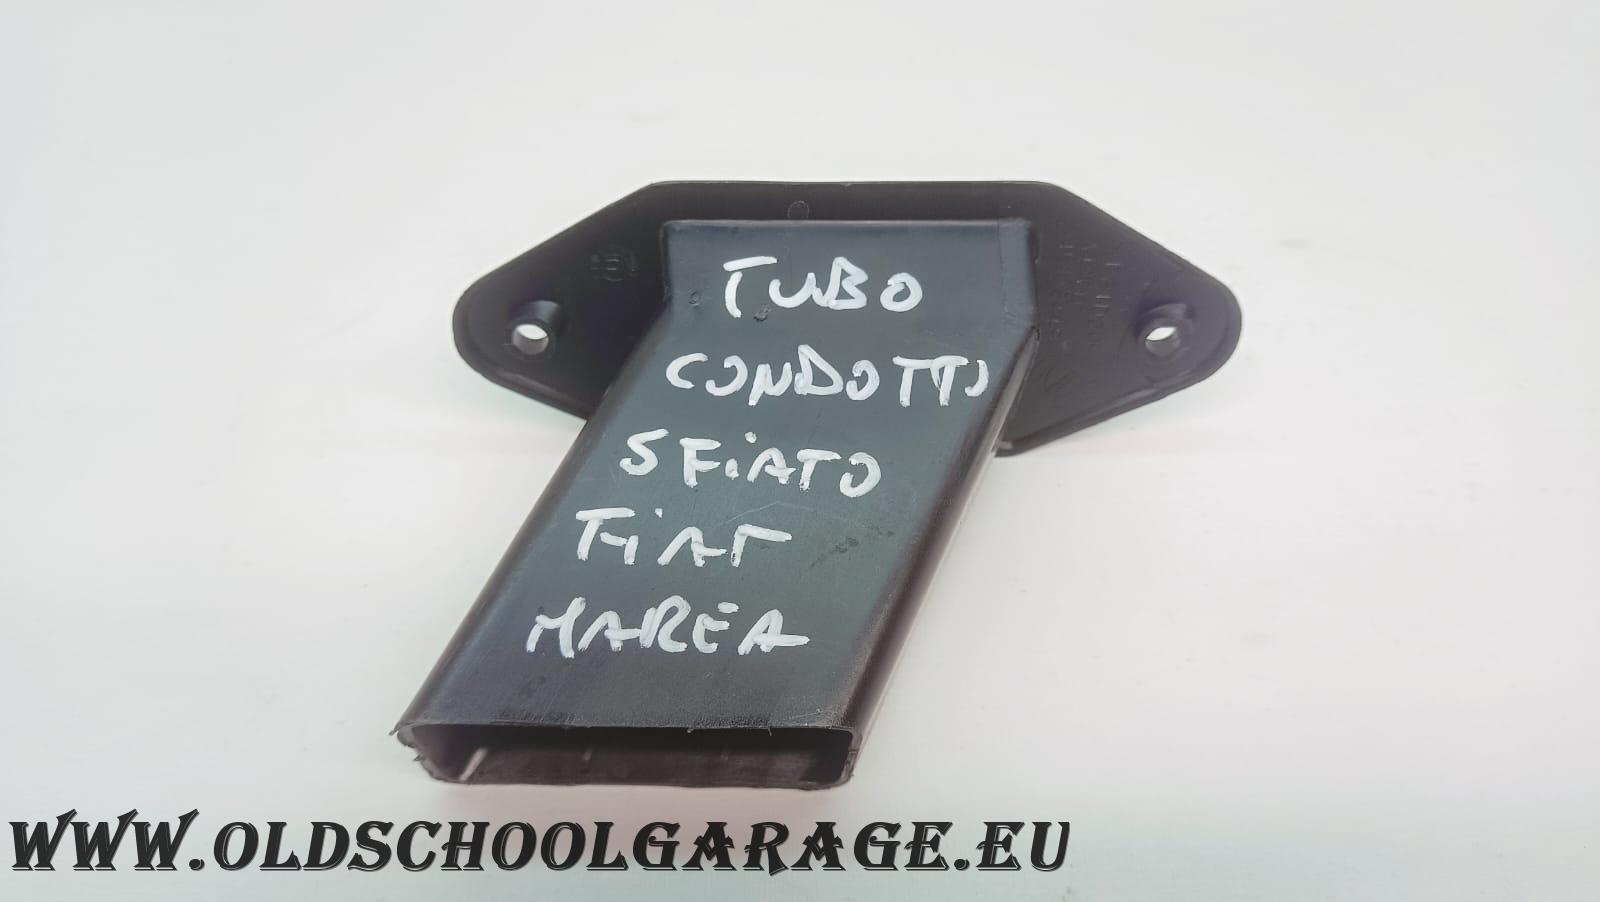 TUBO
CONDOTTO
SFiATO
FiAT
MAREA
WWW.OLDSCHOOLGARAGE.EU